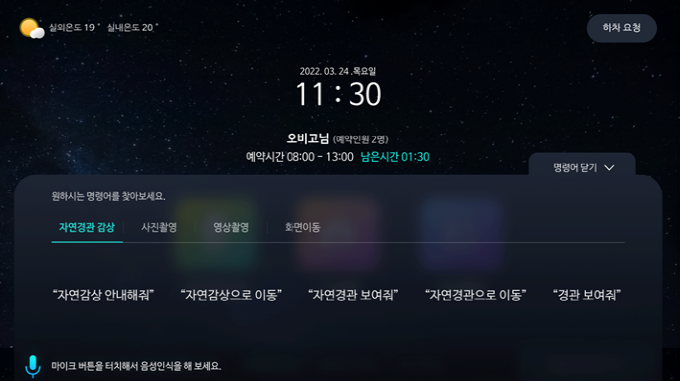 실외온도 19 ° 실내온도 20 °
하차 요청
2022. 03. 24 .목요일
11 : 30
오비고님 (예약인원 2명)
예약시간 08:00 - 13:00 남은시간 01:30
명령어 닫기
원하시는 명령어를 찾아보세요.
자연경관 감상 사진촬영 영상촬영 화면이동
“자연감상 안내해줘” “자연감상으로 이동” “자연경관 보여줘” “자연경관으로 이동” “경관 보여줘”
마이크 버튼을 터치해서 음성인식을 해 보세요.